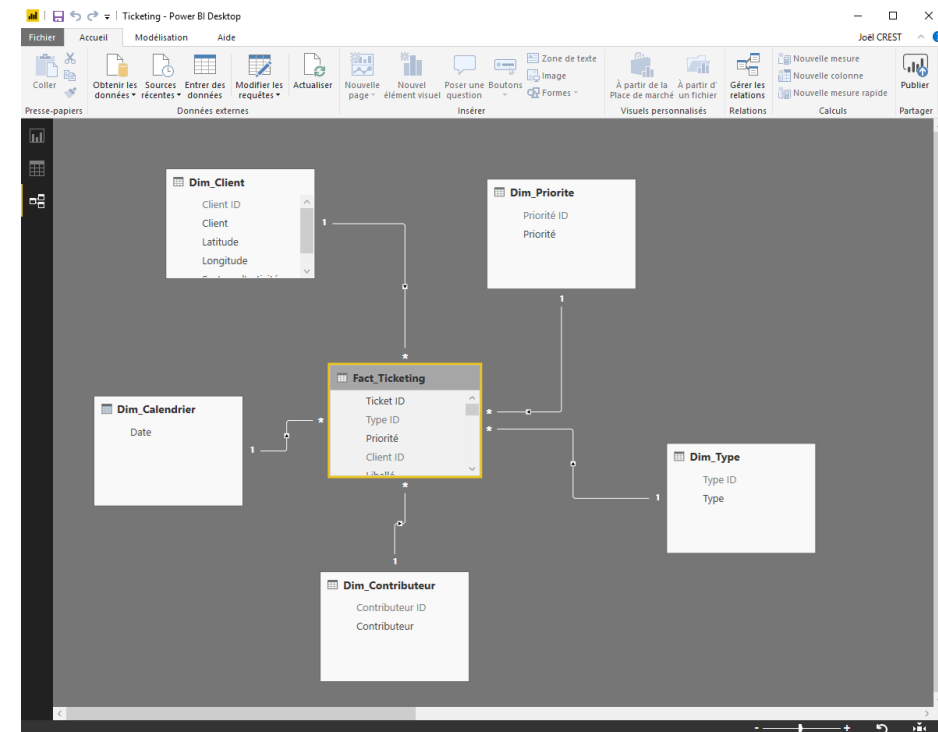 Ticketing - Power BI Desktop
Fichier Accueil Modélisation Aide Joël CREST
Coller
Obtenir les données
Sources récentes
Entrer des données
Modifier les requêtes
Actualiser
Nouvelle page
Nouvel élément visuel
Poser une question
Boutons
Zone de texte
Image
Formes
À partir de la Place de marché
À partir d' un fichier
Gérer les relations
Nouvelle mesure
Nouvelle colonne
Nouvelle mesure rapide
Publier
Presse-papiers Données externes Insérer Visuels personnalisés Relations Calculs Partager
Dim_Client
Client ID
Client
Latitude
Longitude
1
*
Dim_Priorite
Priorité ID
Priorité
1
*
Fact_Ticketing
Ticket ID
Type ID
Priorité
Client ID
Libellé
Dim_Calendrier
Date
1
*
Dim_Type
Type ID
Type
1
*
*
1
Dim_Contributeur
Contributeur ID
Contributeur
- +